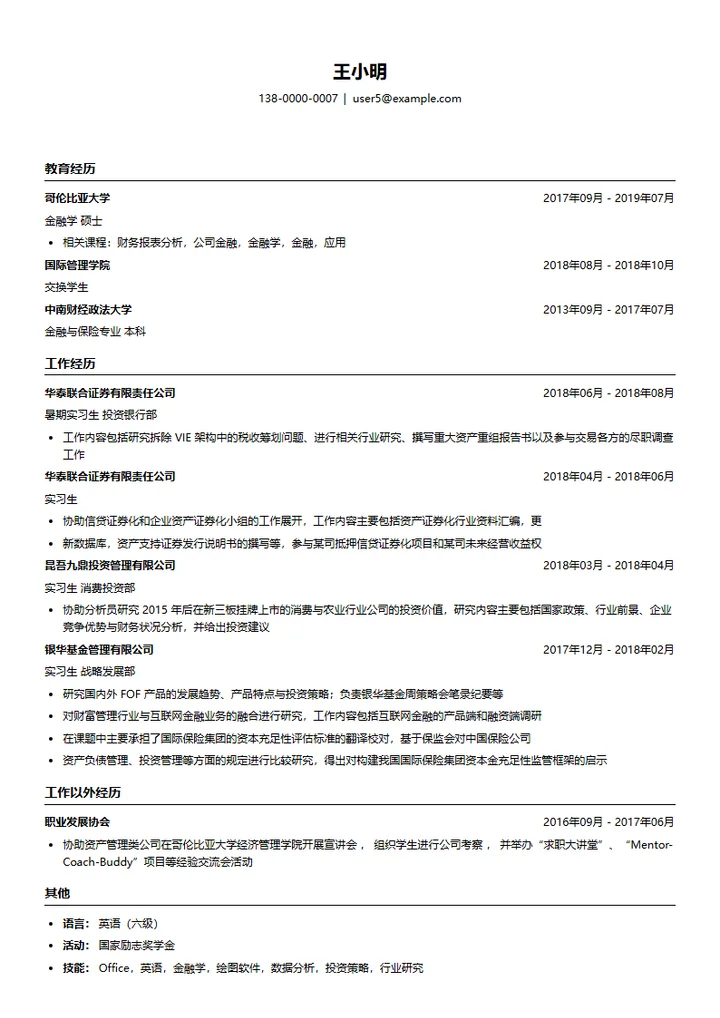 王小明
138-0000-0007 | user5@example.com
教育经历
哥伦比亚大学 2017年09月 - 2019年07月
金融学 硕士
• 相关课程：财务报表分析，公司金融，金融学，金融，应用
国际管理学院 2018年08月 - 2018年10月
交换学生
中南财经政法大学 2013年09月 - 2017年07月
金融与保险专业 本科
工作经历
华泰联合证券有限责任公司 2018年06月 - 2018年08月
暑期实习生 投资银行部
• 工作内容包括研究拆除 VIE 架构中的税收筹划问题、进行相关行业研究、撰写重大资产重组报告书以及参与交易各方的尽职调查
工作
华泰联合证券有限责任公司 2018年04月 - 2018年06月
实习生
• 协助信贷证券化和企业资产证券化小组的工作展开，工作内容主要包括资产证券化行业资料汇编，更
• 新数据库，资产支持证券发行说明书的撰写等，参与某司抵押信贷证券化项目和某司未来经营收益权
昆吾九鼎投资管理有限公司 2018年03月 - 2018年04月
实习生 消费投资部
• 协助分析员研究 2015 年后在新三板挂牌上市的消费与农业行业公司的投资价值，研究内容主要包括国家政策、行业前景、企业
竞争优势与财务状况分析，并给出投资建议
银华基金管理有限公司 2017年12月 - 2018年02月
实习生 战略发展部
• 研究国内外 FOF 产品的发展趋势、产品特点与投资策略；负责银华基金周策略会笔录纪要等
• 对财富管理行业与互联网金融业务的融合进行研究，工作内容包括互联网金融的产品端和融资端调研
• 在课题中主要承担了国际保险集团的资本充足性评估标准的翻译校对，基于保监会对中国保险公司
• 资产负债管理、投资管理等方面的规定进行比较研究，得出对构建我国国际保险集团资本金充足性监管框架的启示
工作以外经历
职业发展协会 2016年09月 - 2017年06月
• 协助资产管理类公司在哥伦比亚大学经济管理学院开展宣讲会 ， 组织学生进行公司考察 ， 并举办“求职大讲堂”、“Mentor-
Coach-Buddy”项目等经验交流会活动
其他
• 语言： 英语（六级）
• 活动： 国家励志奖学金
• 技能： Office，英语，金融学，绘图软件，数据分析，投资策略，行业研究